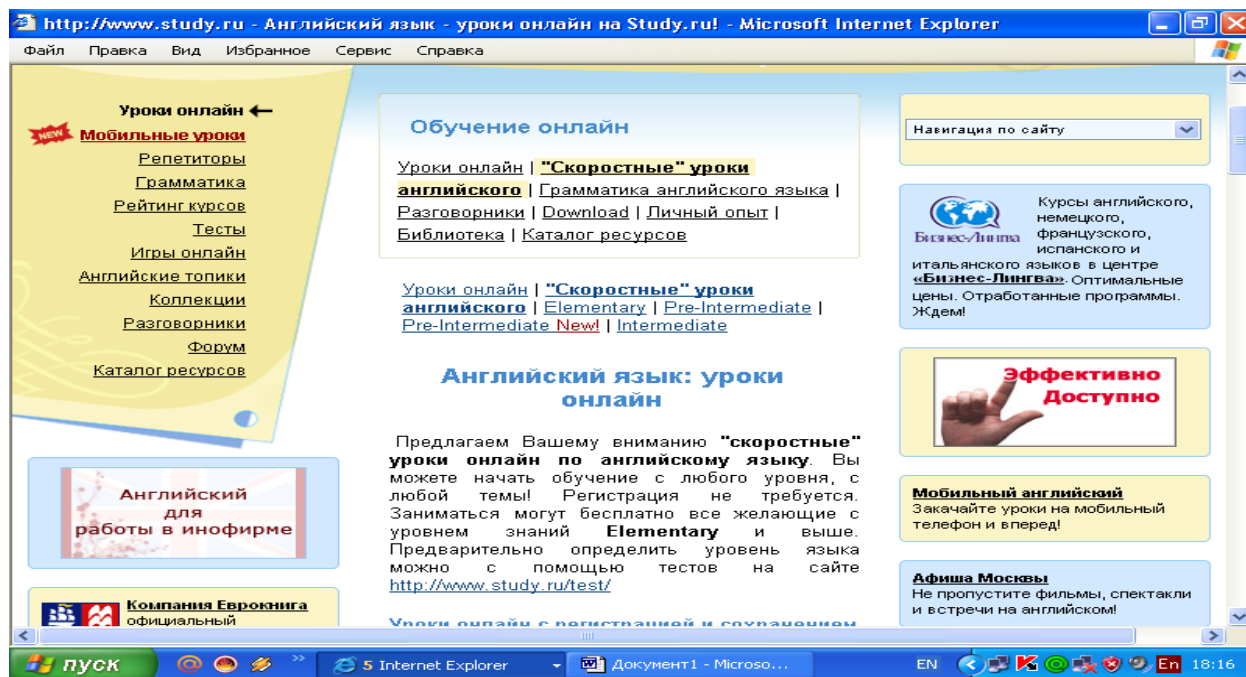 http://www.study.ru - Английский язык - уроки онлайн на Study.ru! - Microsoft Internet Explorer
Файл Правка Вид Избранное Сервис Справка
Уроки онлайн
NEW Мобильные уроки
Репетиторы
Грамматика
Рейтинг курсов
Тесты
Игры онлайн
Английские топики
Коллекции
Разговорники
Форум
Каталог ресурсов
Английский
для
работы в инофирме
Компания Еврокнига
официальный
Обучение онлайн
Уроки онлайн | "Скоростные" уроки
английского | Грамматика английского языка |
Разговорники | Download | Личный опыт |
Библиотека | Каталог ресурсов
Уроки онлайн | "Скоростные" уроки
английского | Elementary | Pre-Intermediate |
Pre-Intermediate New! | Intermediate
Английский язык: уроки
онлайн
Предлагаем Вашему вниманию "скоростные"
уроки онлайн по английскому языку. Вы
можете начать обучение с любого уровня, с
любой темы! Регистрация не требуется.
Заниматься могут бесплатно все желающие с
уровнем знаний Elementary и выше.
Предварительно определить уровень языка
можно с помощью тестов на сайте
http://www.study.ru/test/
Уроки онлайн с регистрацией и сохранением
Навигация по сайту
Бизнес-Лингва
Курсы английского,
немецкого,
французского,
испанского и
итальянского языков в центре
«Бизнес-Лингва». Оптимальные
цены. Отработанные программы.
Ждем!
Эффективно
Доступно
Мобильный английский
Закачайте уроки на мобильный
телефон и вперед!
Афиша Москвы
Не пропустите фильмы, спектакли
и встречи на английском!
пуск
5 Internet Explorer
Документ1 - Microso...
EN
En 18:16